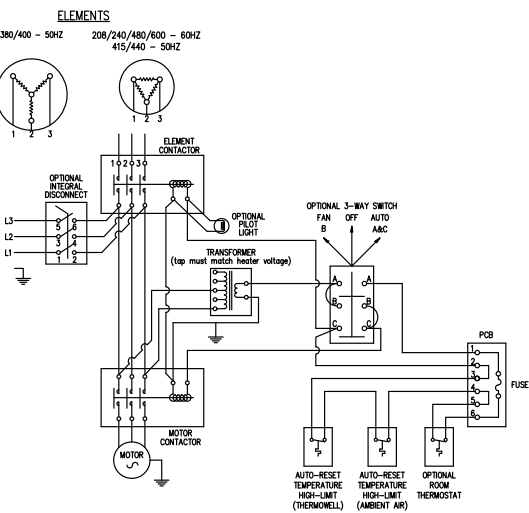 ELEMENTS
380/400 - 50HZ
208/240/480/600 - 60HZ
415/440 - 50HZ
1 2 3
1 2 3
ELEMENT
CONTACTOR
1 2 3
OPTIONAL
INTEGRAL
DISCONNECT
L3
L2
L1
5 6
3 4
1 2
OPTIONAL
PILOT
LIGHT
OPTIONAL 3-WAY SWITCH
FAN OFF AUTO
B A&C
TRANSFORMER
(tap must match heater voltage)
A A
B B
C C
PCB
1
2
3
4
5
6
FUSE
MOTOR
CONTACTOR
MOTOR
AUTO-RESET
TEMPERATURE
HIGH-LIMIT
(THERMOWELL)
AUTO-RESET
TEMPERATURE
HIGH-LIMIT
(AMBIENT AIR)
OPTIONAL
ROOM
THERMOSTAT